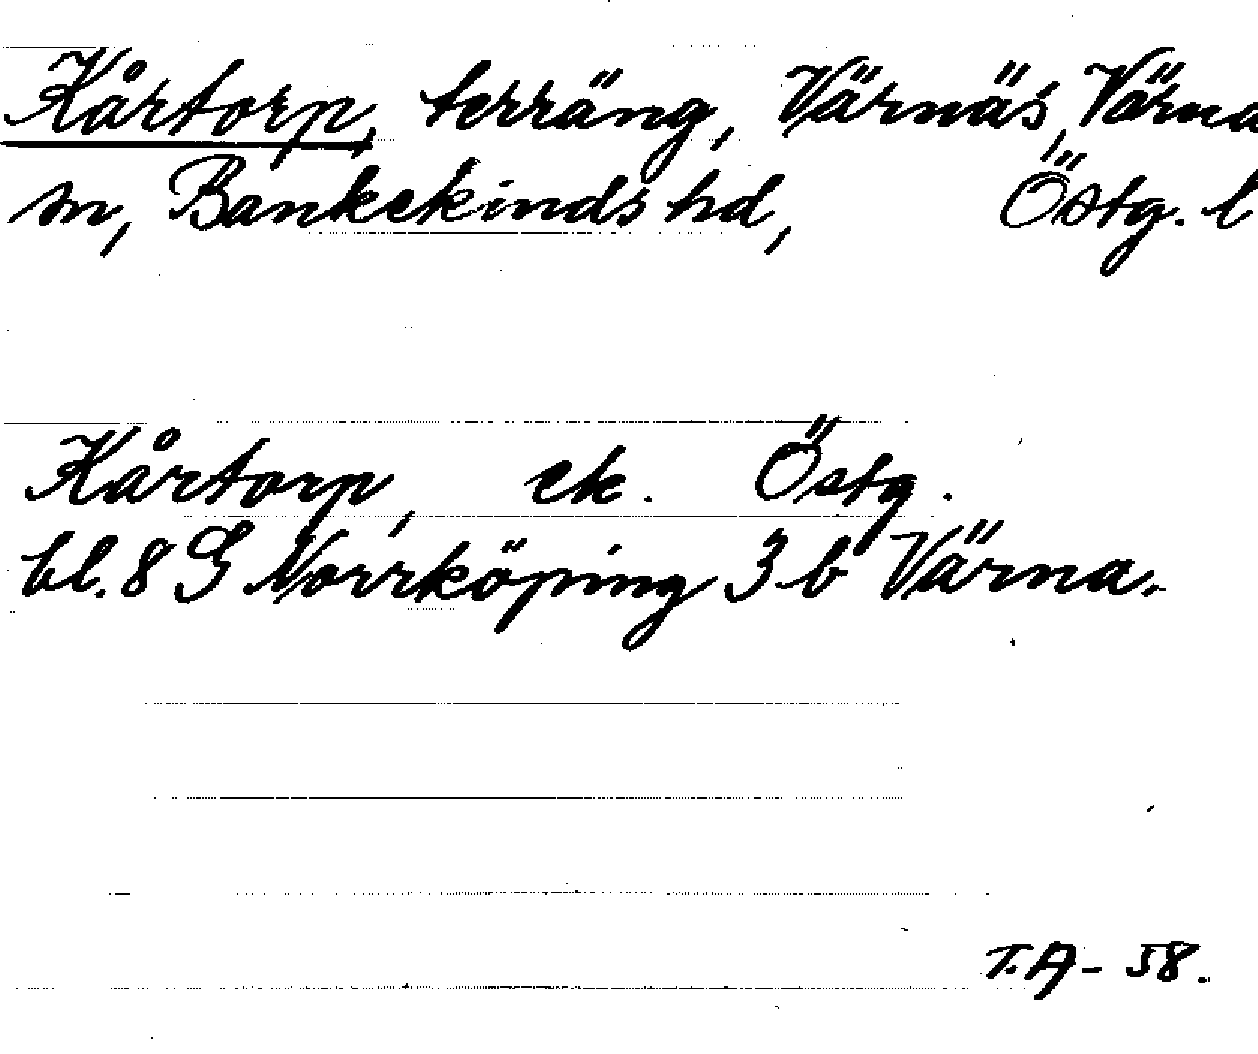 Kårtorp, terräng, Värnäs, Värna
sn, Bankekinds hd, Östg. l
Kårtorp, ek. Östg.
bl. 8 G Norrköping 3 b Värna.
T.A - 58.